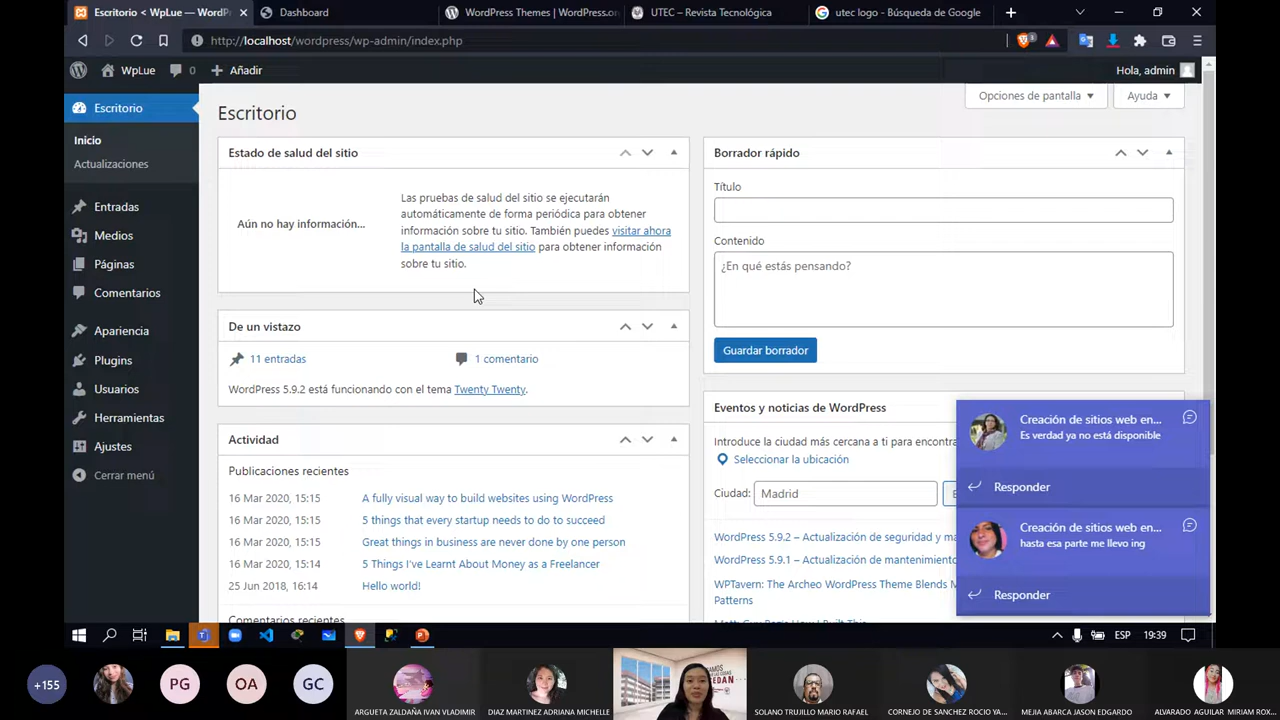 Escritorio < WpLue — WordP
Dashboard
WordPress Themes | WordPress.or
UTEC – Revista Tecnológica
utec logo - Búsqueda de Google
http://localhost/wordpress/wp-admin/index.php
WpLue
0
Añadir
Hola, admin
Escritorio
Inicio
Actualizaciones
Entradas
Medios
Páginas
Comentarios
Apariencia
Plugins
Usuarios
Herramientas
Ajustes
Cerrar menú
Opciones de pantalla
Ayuda
Escritorio
Estado de salud del sitio
Aún no hay información...
Las pruebas de salud del sitio se ejecutarán
automáticamente de forma periódica para obtener
información sobre tu sitio. También puedes visitar ahora
la pantalla de salud del sitio para obtener información
sobre tu sitio.
De un vistazo
11 entradas
1 comentario
WordPress 5.9.2 está funcionando con el tema Twenty Twenty.
Actividad
Publicaciones recientes
16 Mar 2020, 15:15 A fully visual way to build websites using WordPress
16 Mar 2020, 15:15 5 things that every startup needs to do to succeed
16 Mar 2020, 15:15 Great things in business are never done by one person
16 Mar 2020, 15:14 5 Things I've Learnt About Money as a Freelancer
25 Jun 2018, 16:14 Hello world!
Comentarios recientes
Borrador rápido
Título
Contenido
¿En qué estás pensando?
Guardar borrador
Eventos y noticias de WordPress
Introduce la ciudad más cercana a ti para encontra
Seleccionar la ubicación
Ciudad: Madrid
WordPress 5.9.2 – Actualización de seguridad y ma
WordPress 5.9.1 – Actualización de mantenimiento
WPTavern: The Archeo WordPress Theme Blends M
Patterns
Creación de sitios web en...
Es verdad ya no está disponible
Responder
Creación de sitios web en...
hasta esa parte me llevo ing
Responder
ESP
19:39
+155
PG
OA
GC
ARGUETA ZALDAÑA IVAN VLADIMIR
DIAZ MARTINEZ ADRIANA MICHELLE
SOLANO TRUJILLO MARIO RAFAEL
CORNEJO DE SANCHEZ ROCIO YA...
MEJIA ABARCA JASON EDGARDO
ALVARADO AGUILAR MIRIAM ROX...